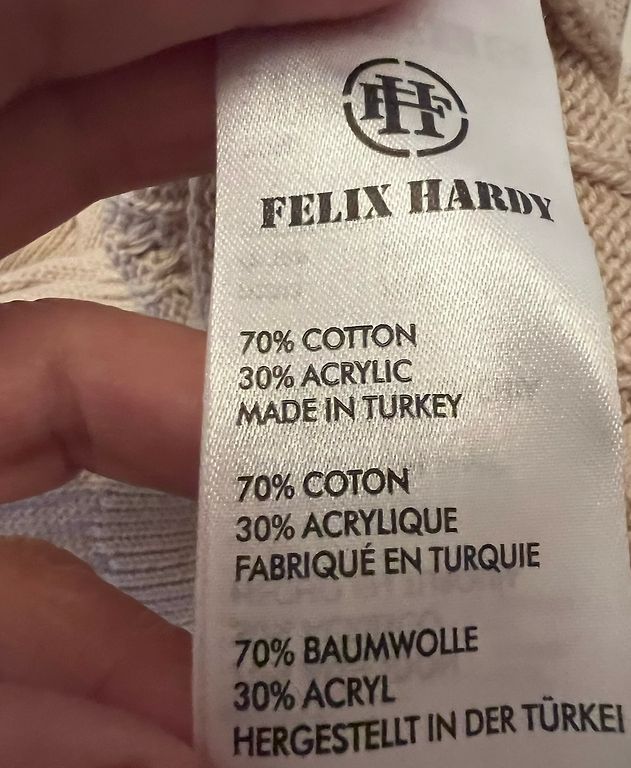 FELIX HARDY
70% COTTON
30% ACRYLIC
MADE IN TURKEY
70% COTON
30% ACRYLIQUE
FABRIQUÉ EN TURQUIE
70% BAUMWOLLE
30% ACRYL
HERGESTELLT IN DER TÜRKEI